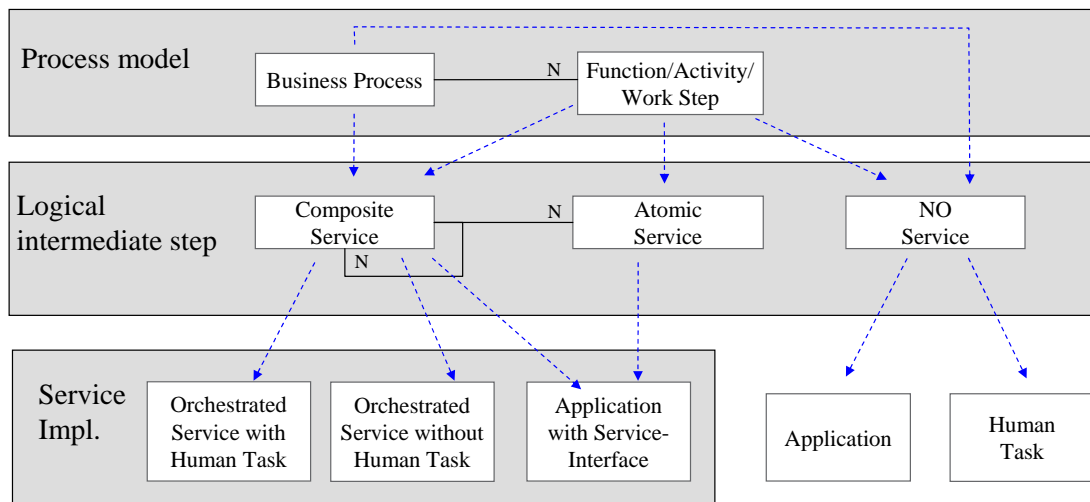 Process model
Business Process
N
Function/Activity/
Work Step
Logical
intermediate step
Composite
Service
N
N
Atomic
Service
NO
Service
Service
Impl.
Orchestrated
Service with
Human Task
Orchestrated
Service without
Human Task
Application
with Service-
Interface
Application
Human
Task